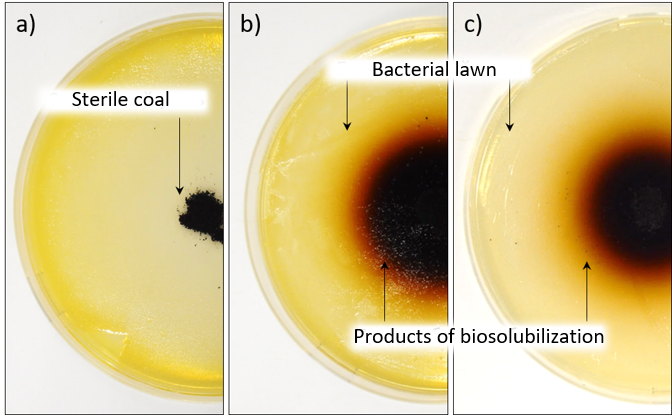 a)
b)
c)
Bacterial lawn
Sterile coal
Products of biosolubilization